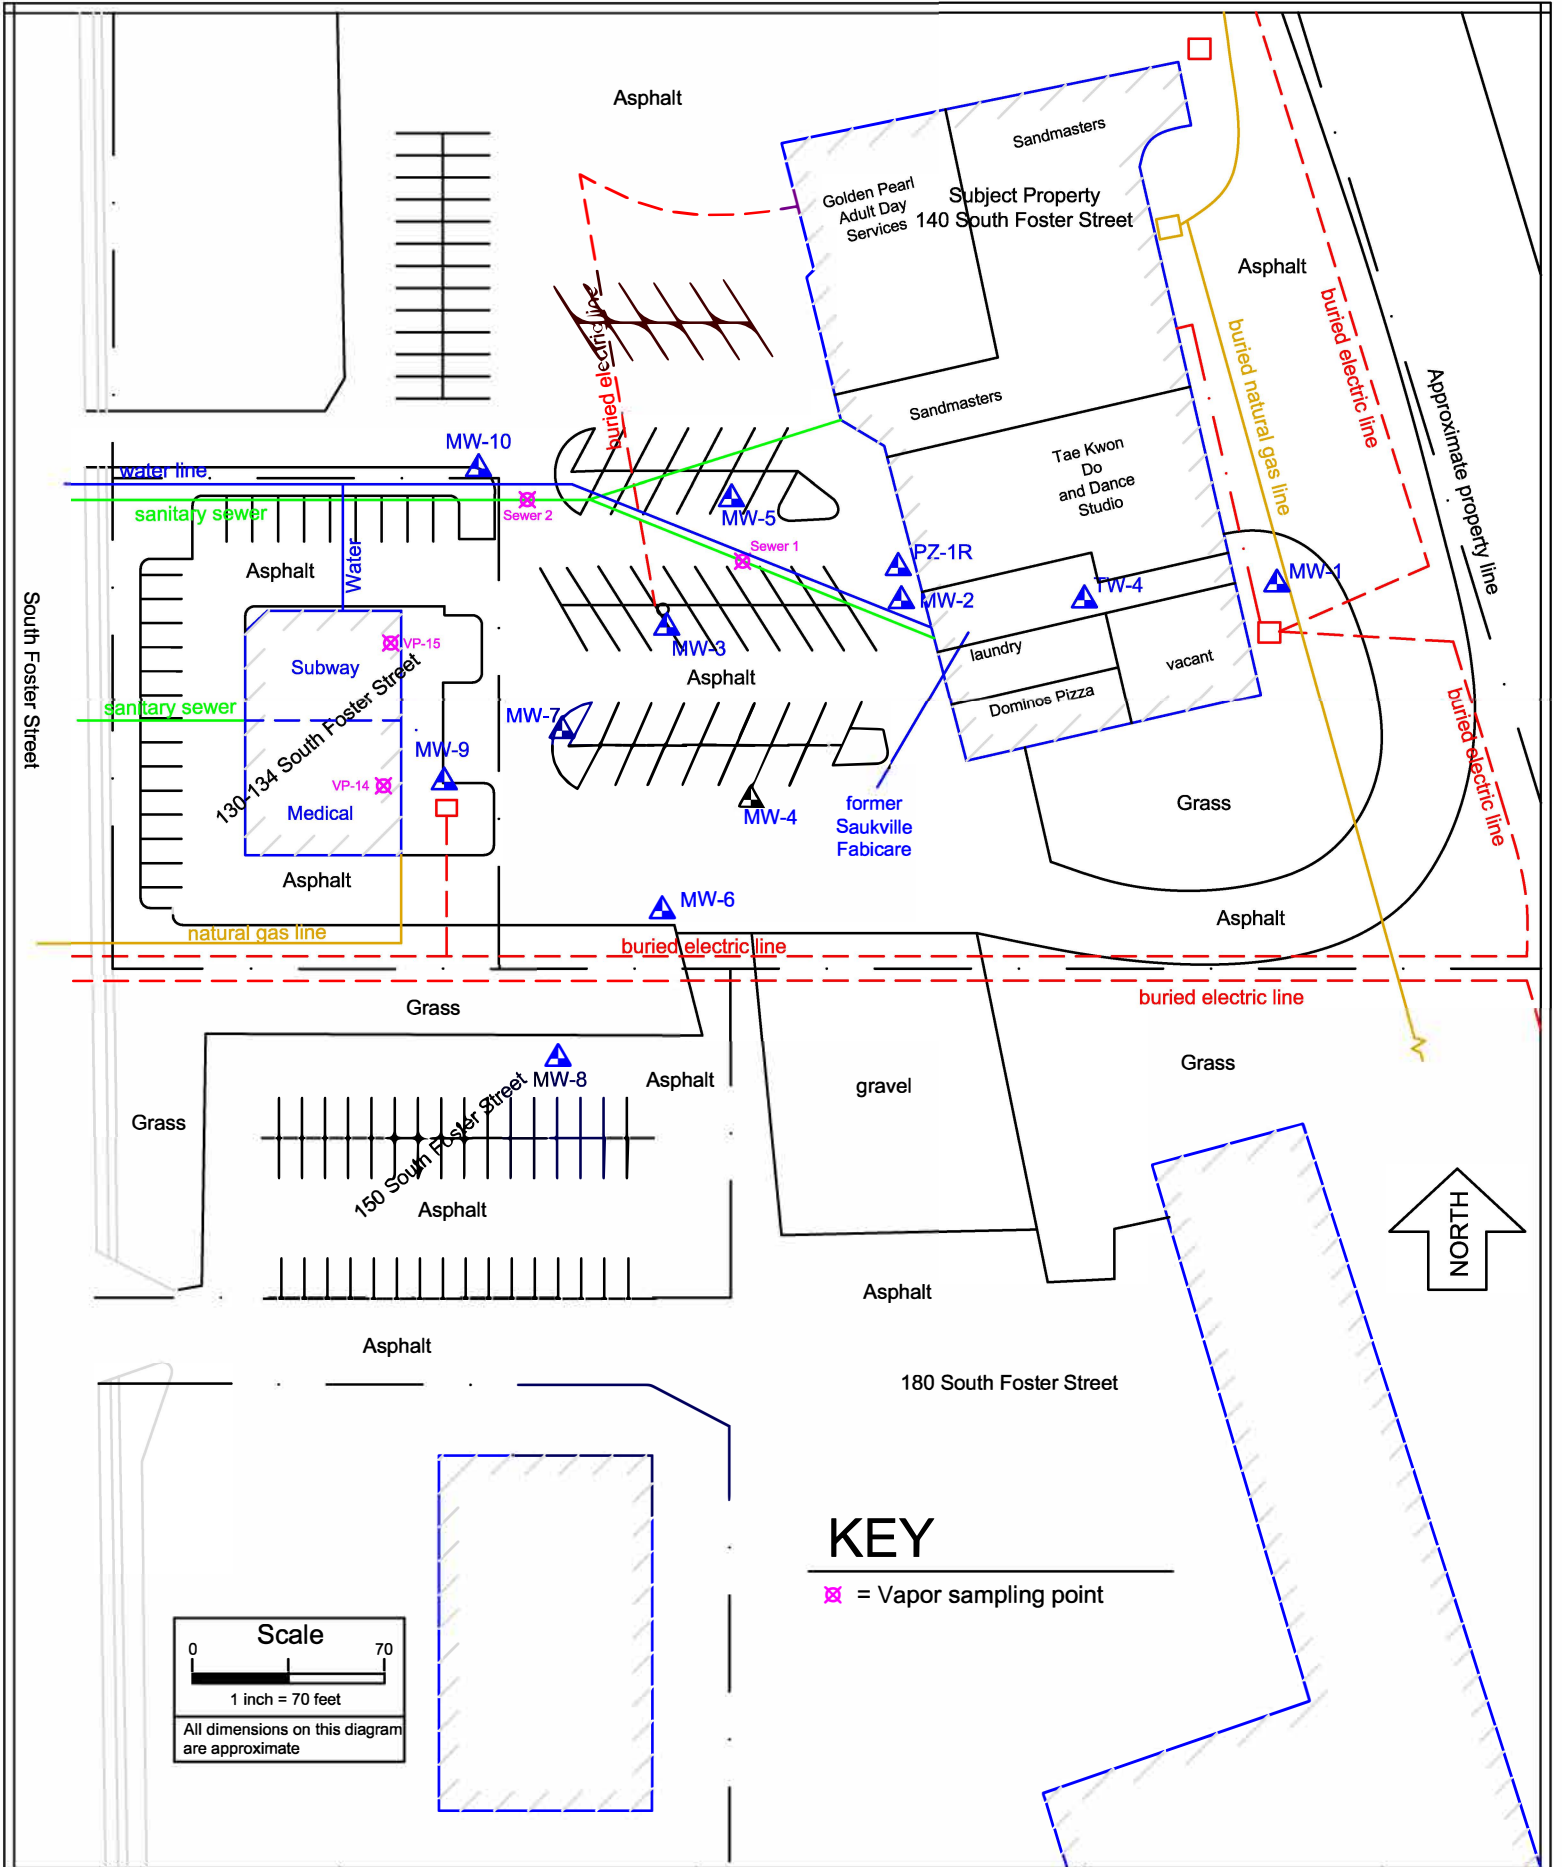 Asphalt
Sandmasters
Golden Pearl
Adult Day
Services
Subject Property
140 South Foster Street
Asphalt
buried electric line
buried electric line
buried natural gas line
Approximate property line
Sandmasters
Tae Kwon
Do
and Dance
Studio
MW-10
water line
sanitary sewer
Sewer 2
MW-5
Sewer 1
PZ-1R
MW-2
TW-4
MW-1
Asphalt
Water
South Foster Street
VP-15
Subway
130-134 South Foster Street
MW-3
Asphalt
laundry
vacant
Dominos Pizza
sanitary sewer
MW-7
MW-9
VP-14
Medical
MW-4
former
Saukville
Fabicare
Grass
buried electric line
Asphalt
MW-6
Asphalt
natural gas line
buried electric line
buried electric line
Grass
Grass
MW-8
Asphalt
gravel
Grass
150 South Foster Street
Asphalt
NORTH
Asphalt
Asphalt
180 South Foster Street
KEY
= Vapor sampling point
Scale
0 70
1 inch = 70 feet
All dimensions on this diagram
are approximate